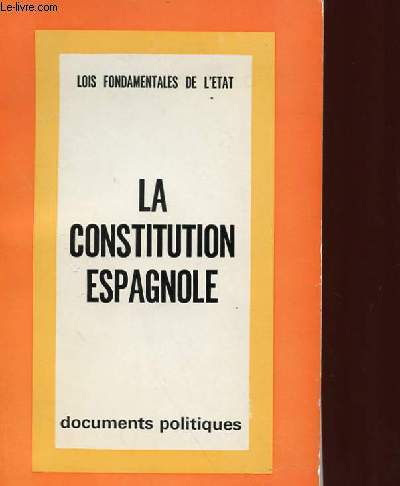 Le-livre.com
LOIS FONDAMENTALES DE L'ETAT
LA
CONSTITUTION
ESPAGNOLE
documents politiques